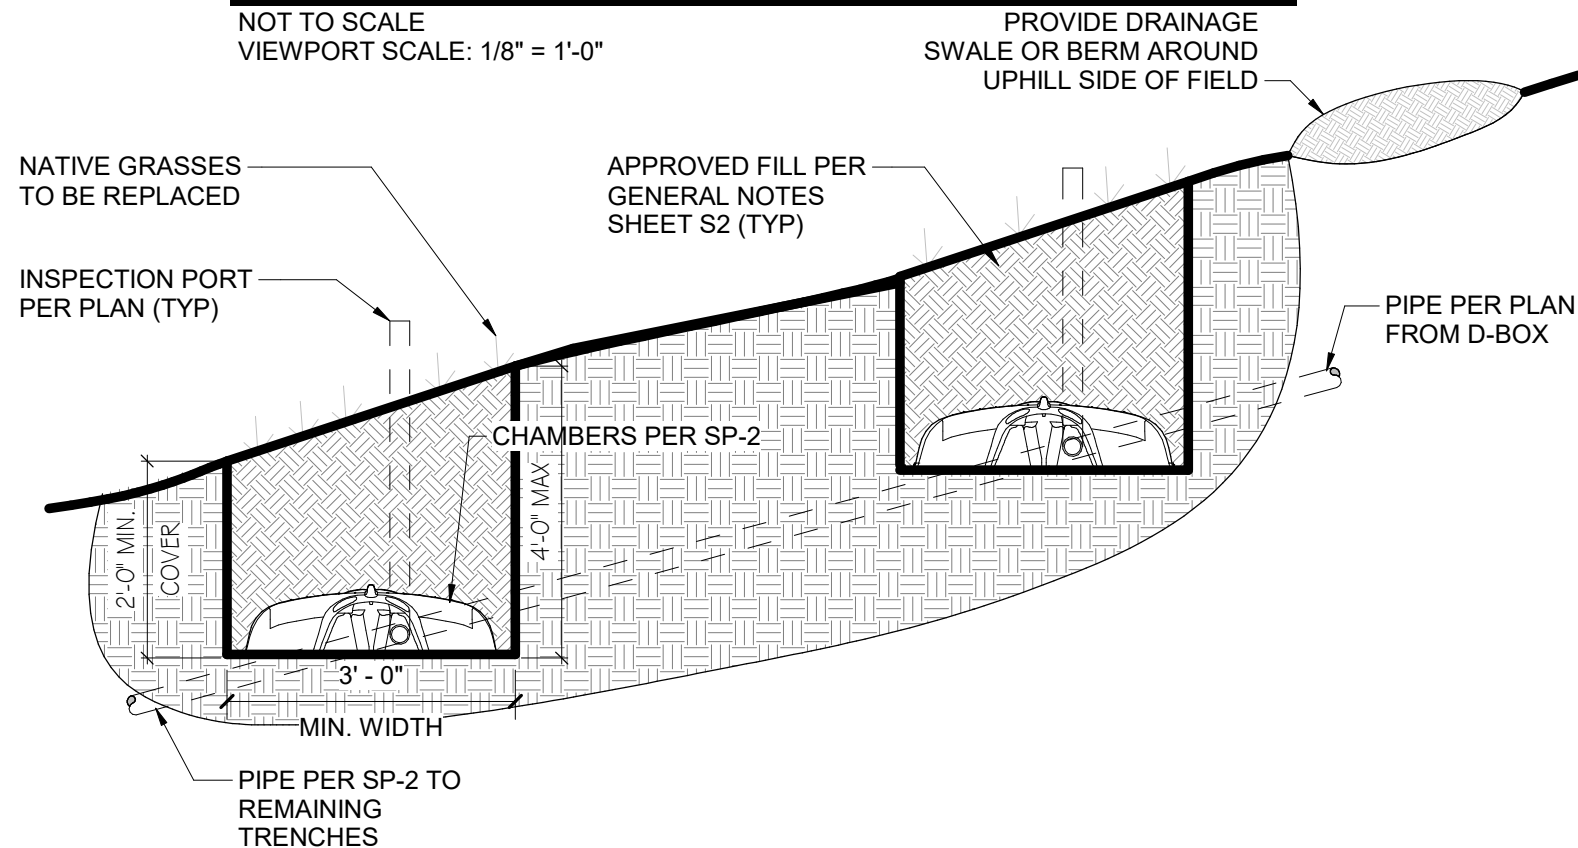 NOT TO SCALE
VIEWPORT SCALE: 1/8" = 1'-0"
PROVIDE DRAINAGE
SWALE OR BERM AROUND
UPHILL SIDE OF FIELD
NATIVE GRASSES
TO BE REPLACED
APPROVED FILL PER
GENERAL NOTES
SHEET S2 (TYP)
INSPECTION PORT
PER PLAN (TYP)
PIPE PER PLAN
FROM D-BOX
CHAMBERS PER SP-2
2'-0" MIN.
COVER
4'-0" MAX
3' - 0"
MIN. WIDTH
PIPE PER SP-2 TO
REMAINING
TRENCHES